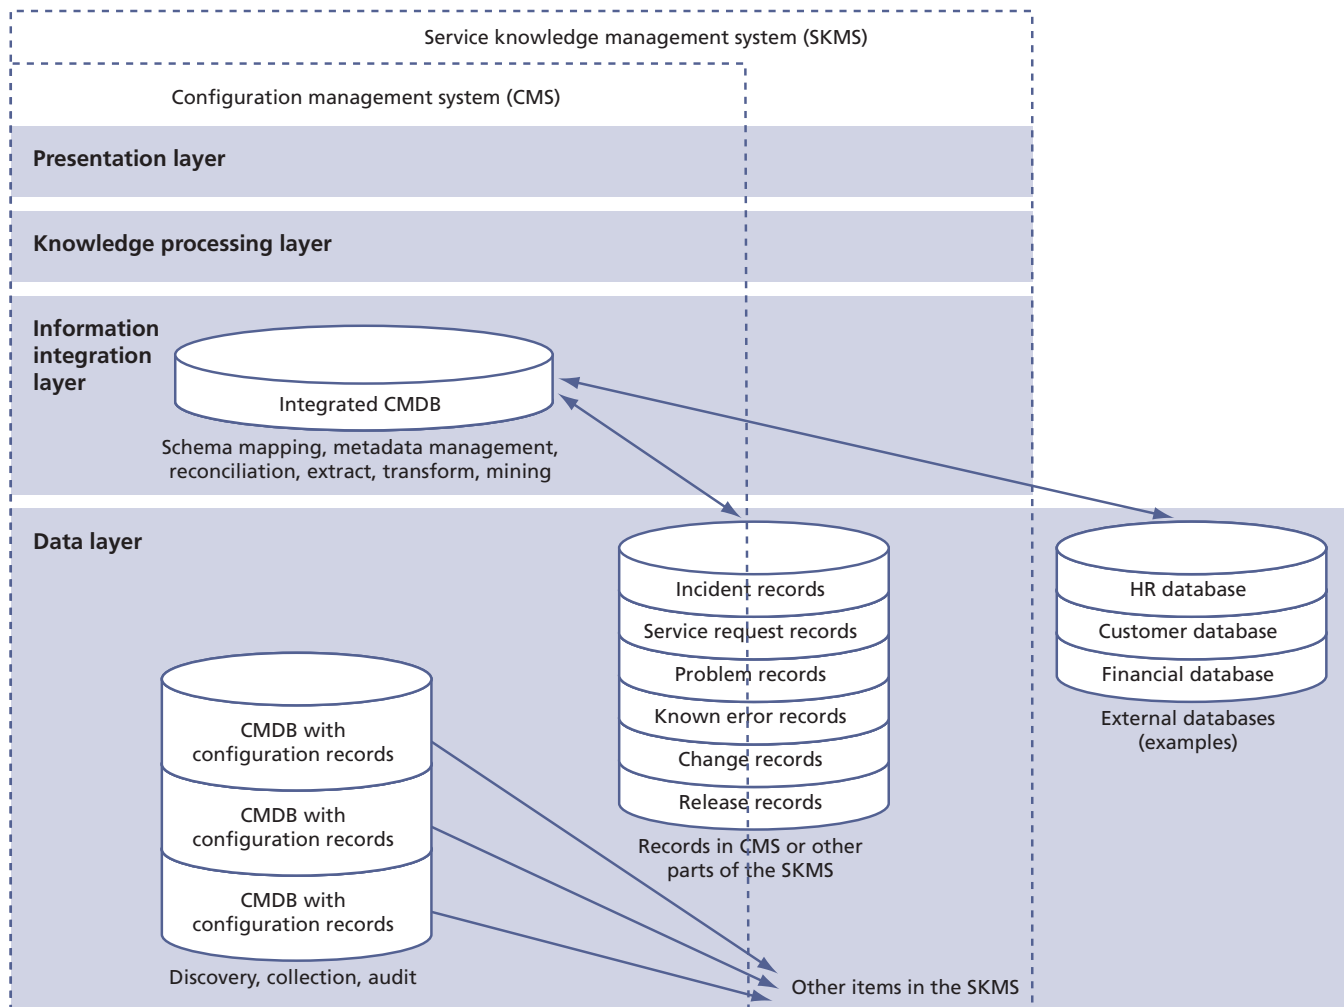 Service knowledge management system (SKMS)
Configuration management system (CMS)
Presentation layer
Knowledge processing layer
Information
integration
layer
Integrated CMDB
Schema mapping, metadata management,
reconciliation, extract, transform, mining
Data layer
Incident records
Service request records
Problem records
Known error records
Change records
Release records
Records in CMS or other
parts of the SKMS
HR database
Customer database
Financial database
External databases
(examples)
CMDB with
configuration records
CMDB with
configuration records
CMDB with
configuration records
Discovery, collection, audit
Other items in the SKMS